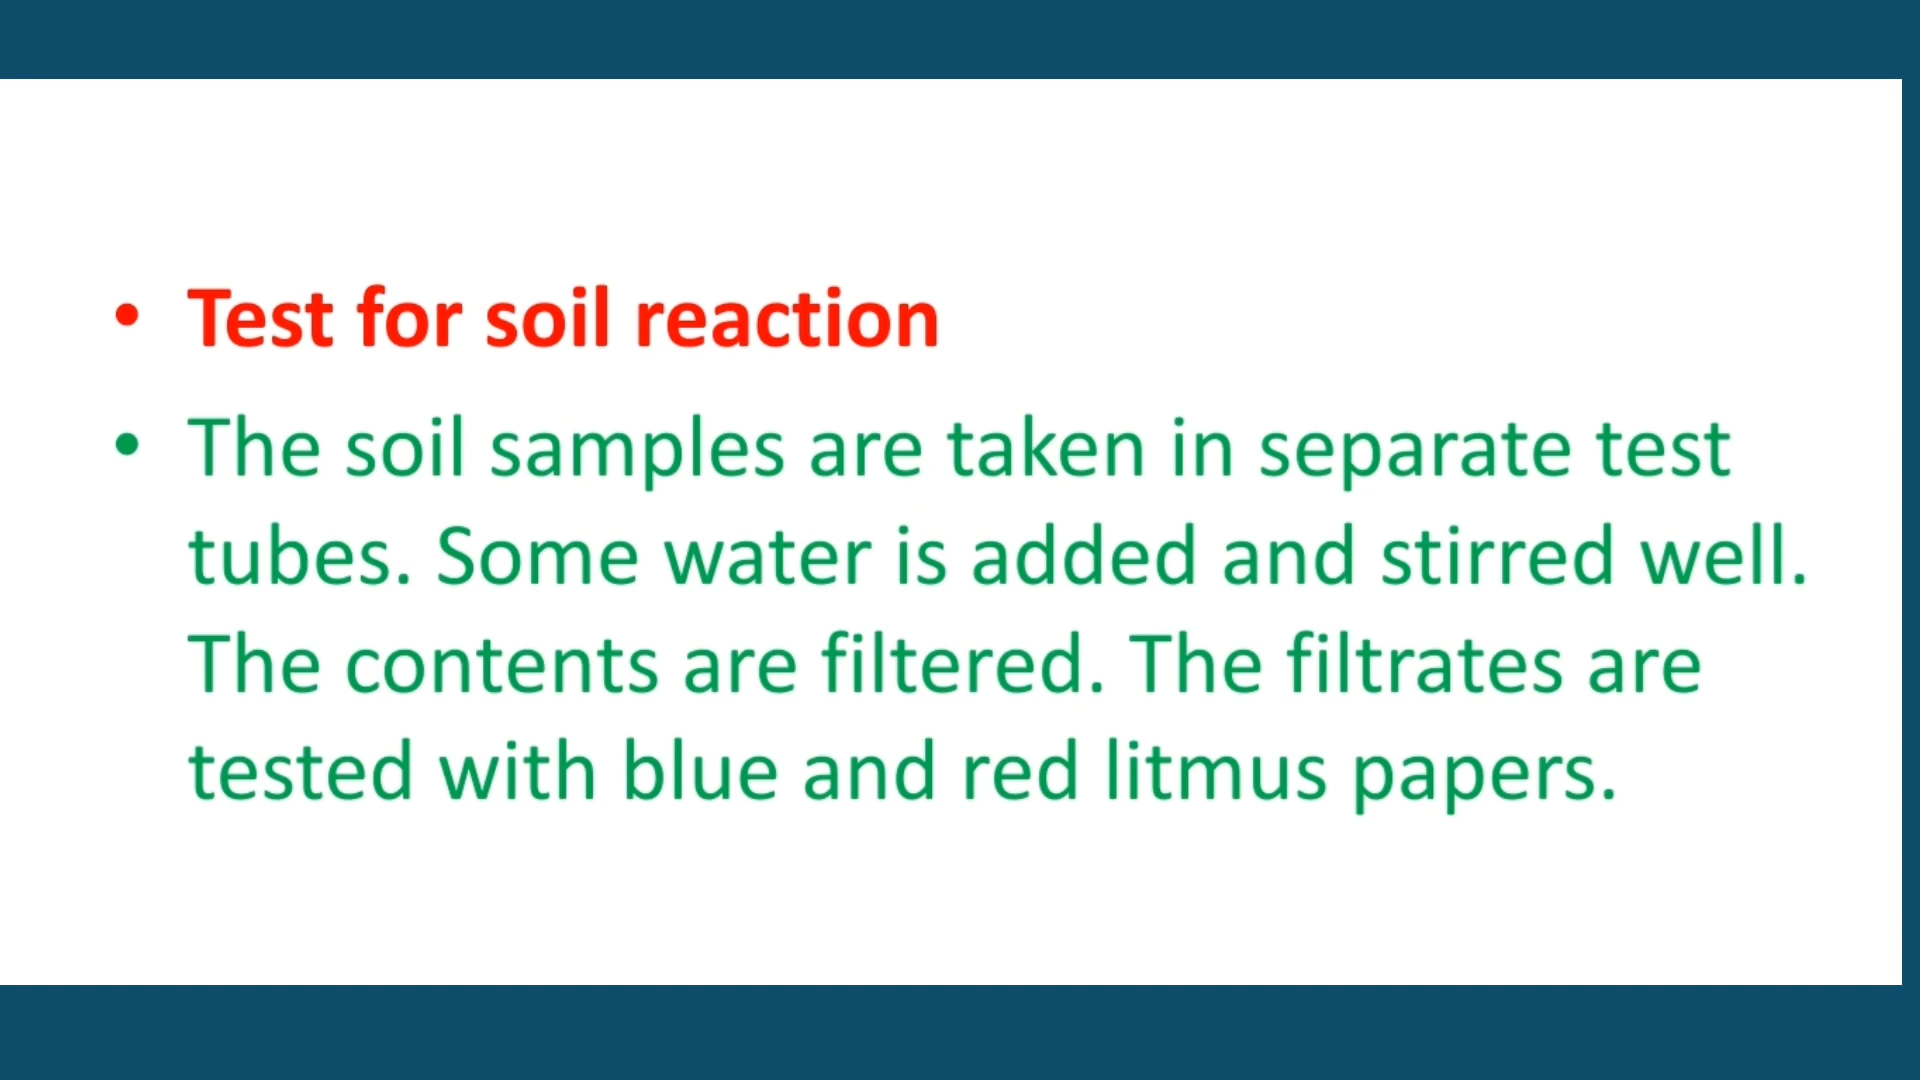 • Test for soil reaction
• The soil samples are taken in separate test
tubes. Some water is added and stirred well.
The contents are filtered. The filtrates are
tested with blue and red litmus papers.